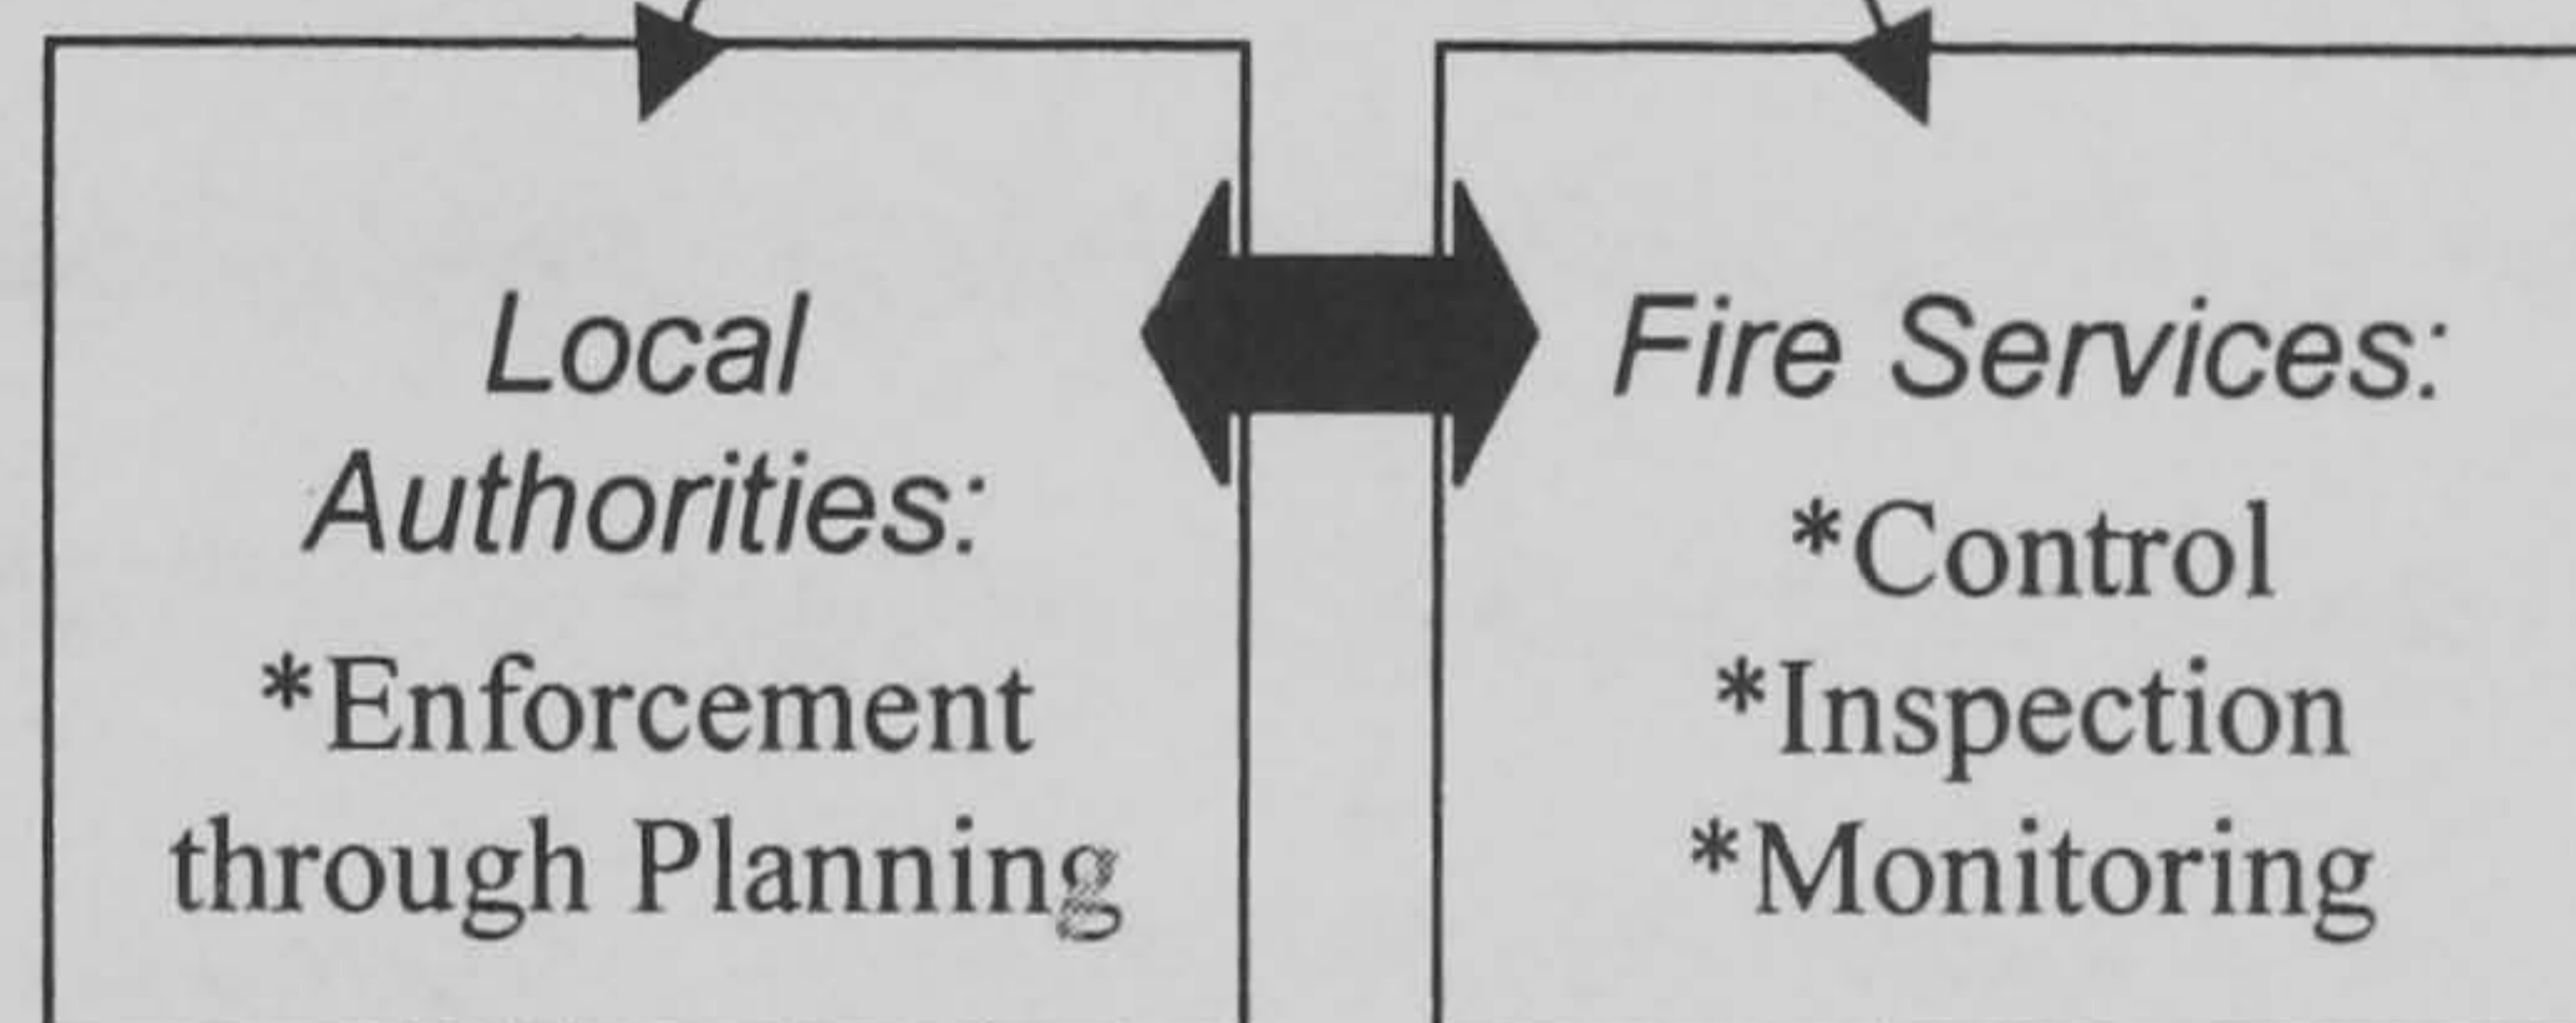 Local
Authorities:
*Enforcement
through Planning
Fire Services:
*Control
*Inspection
*Monitoring